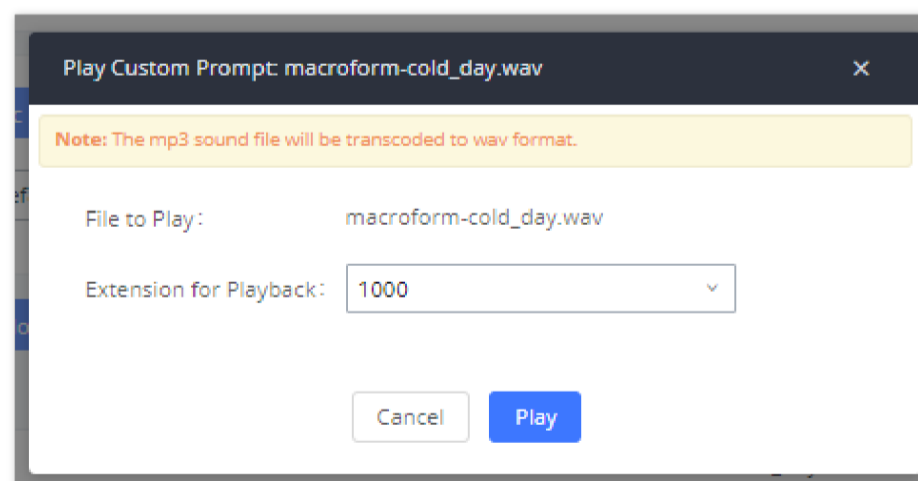 Play Custom Prompt: macroform-cold_day.wav
Note: The mp3 sound file will be transcoded to wav format.
File to Play: macroform-cold_day.wav
Extension for Playback: 1000
Cancel Play